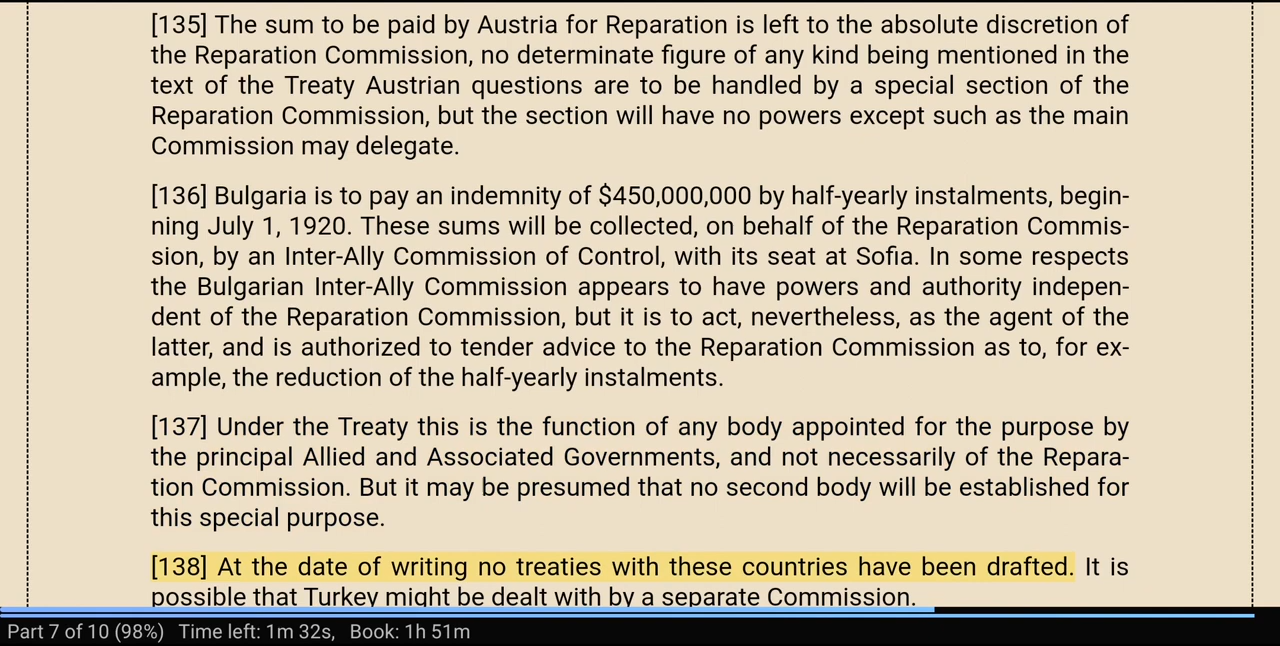 [135] The sum to be paid by Austria for Reparation is left to the absolute discretion of
the Reparation Commission, no determinate figure of any kind being mentioned in the
text of the Treaty Austrian questions are to be handled by a special section of the
Reparation Commission, but the section will have no powers except such as the main
Commission may delegate.
[136] Bulgaria is to pay an indemnity of $450,000,000 by half-yearly instalments, begin-
ning July 1, 1920. These sums will be collected, on behalf of the Reparation Commis-
sion, by an Inter-Ally Commission of Control, with its seat at Sofia. In some respects
the Bulgarian Inter-Ally Commission appears to have powers and authority indepen-
dent of the Reparation Commission, but it is to act, nevertheless, as the agent of the
latter, and is authorized to tender advice to the Reparation Commission as to, for ex-
ample, the reduction of the half-yearly instalments.
[137] Under the Treaty this is the function of any body appointed for the purpose by
the principal Allied and Associated Governments, and not necessarily of the Repara-
tion Commission. But it may be presumed that no second body will be established for
this special purpose.
[138] At the date of writing no treaties with these countries have been drafted. It is
possible that Turkey might be dealt with by a separate Commission.
Part 7 of 10 (98%) Time left: 1m 32s, Book: 1h 51m